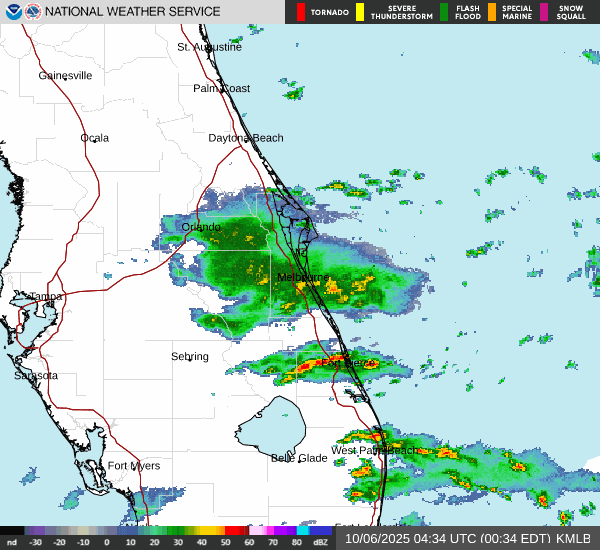 NATIONAL WEATHER SERVICE
TORNADO
SEVERE THUNDERSTORM
FLASH FLOOD
SPECIAL MARINE
SNOW SQUALL
St. Augustine
Gainesville
Palm Coast
Ocala
Daytona Beach
Orlando
Melbourne
Tampa
Sebring
Fort Pierce
Sarasota
West Palm Beach
Belle Glade
Fort Myers
nd -30 -20 -10 0 10 20 30 40 50 60 70 80 dBZ
10/06/2025 04:34 UTC (00:34 EDT) KMLB